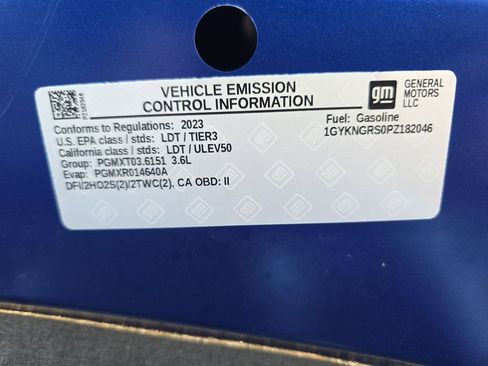 VEHICLE EMISSION
CONTROL INFORMATION
gm
GENERAL
MOTORS
LLC
Conforms to Regulations: 2023
U.S. EPA class / stds: LDT / TIER3
California class / stds: LDT / ULEV50
Group: PGMXT03.6151 3.6L
Evap: PGMXR014640A
DFI/2HO2S(2)/2TWC(2), CA OBD: II
Fuel: Gasoline
1GYKNGRS0PZ182046
PZ182046